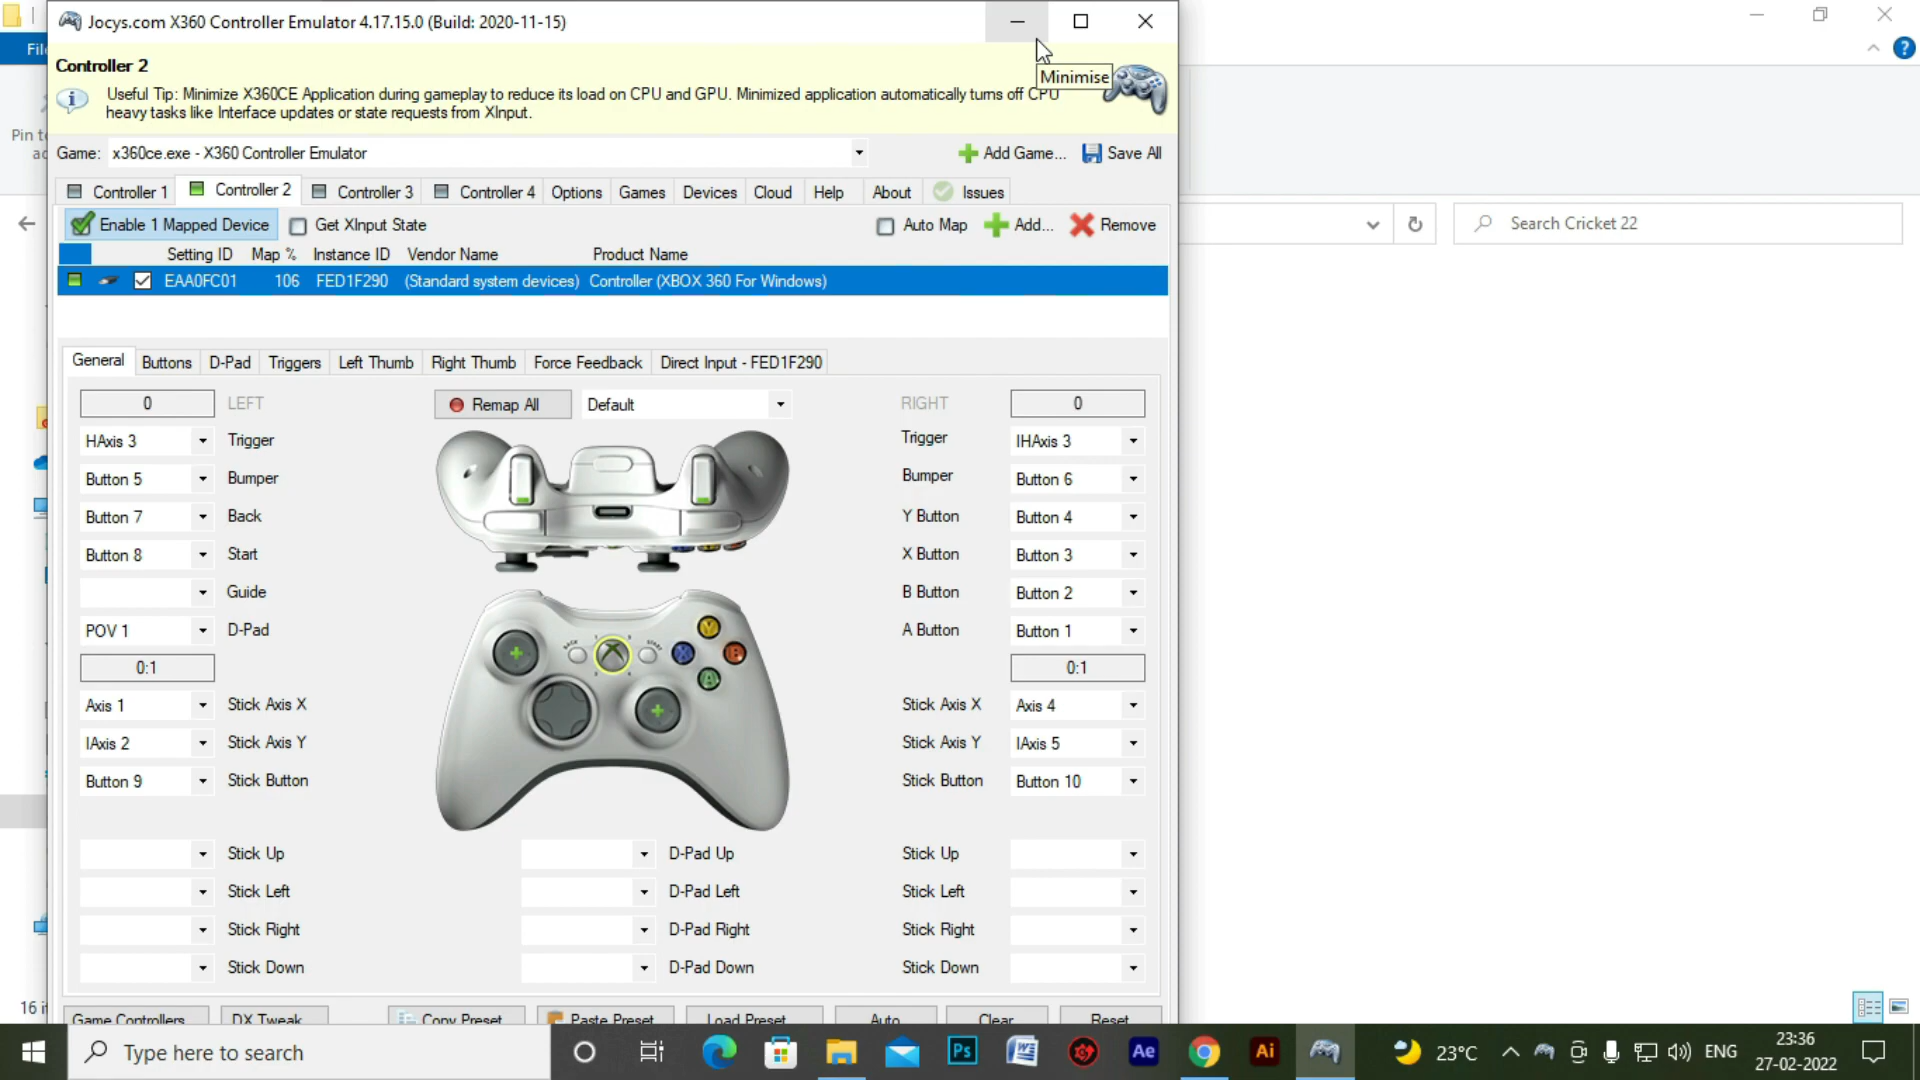 Jocys.com X360 Controller Emulator 4.17.15.0 (Build: 2020-11-15)
File
Controller 2
Minimise
Useful Tip: Minimize X360CE Application during gameplay to reduce its load on CPU and GPU. Minimized application automatically turns off CPU
heavy tasks like Interface updates or state requests from XInput.
Pin to
Game: x360ce.exe - X360 Controller Emulator Add Game... Save All
Controller 1 Controller 2 Controller 3 Controller 4 Options Games Devices Cloud Help About Issues
Enable 1 Mapped Device Get XInput State Auto Map Add... Remove
Search Cricket 22
Setting ID Map % Instance ID Vendor Name Product Name
EAA0FC01 106 FED1F290 (Standard system devices) Controller (XBOX 360 For Windows)
General Buttons D-Pad Triggers Left Thumb Right Thumb Force Feedback Direct Input - FED1F290
0 LEFT Remap All Default RIGHT 0
HAxis 3 Trigger Trigger IHAxis 3
Button 5 Bumper Bumper Button 6
Button 7 Back Y Button Button 4
Button 8 Start X Button Button 3
Guide B Button Button 2
POV 1 D-Pad A Button Button 1
BACK START Y X B A
0:1 0:1
Axis 1 Stick Axis X Stick Axis X Axis 4
IAxis 2 Stick Axis Y Stick Axis Y IAxis 5
Button 9 Stick Button Stick Button Button 10
Stick Up D-Pad Up Stick Up
Stick Left D-Pad Left Stick Left
Stick Right D-Pad Right Stick Right
Stick Down D-Pad Down Stick Down
16
Game Controllers DX Tweak Copy Preset Paste Preset Load Preset Auto Clear Reset
Type here to search Ps Ae Ai 23°C ENG 23:36
27-02-2022